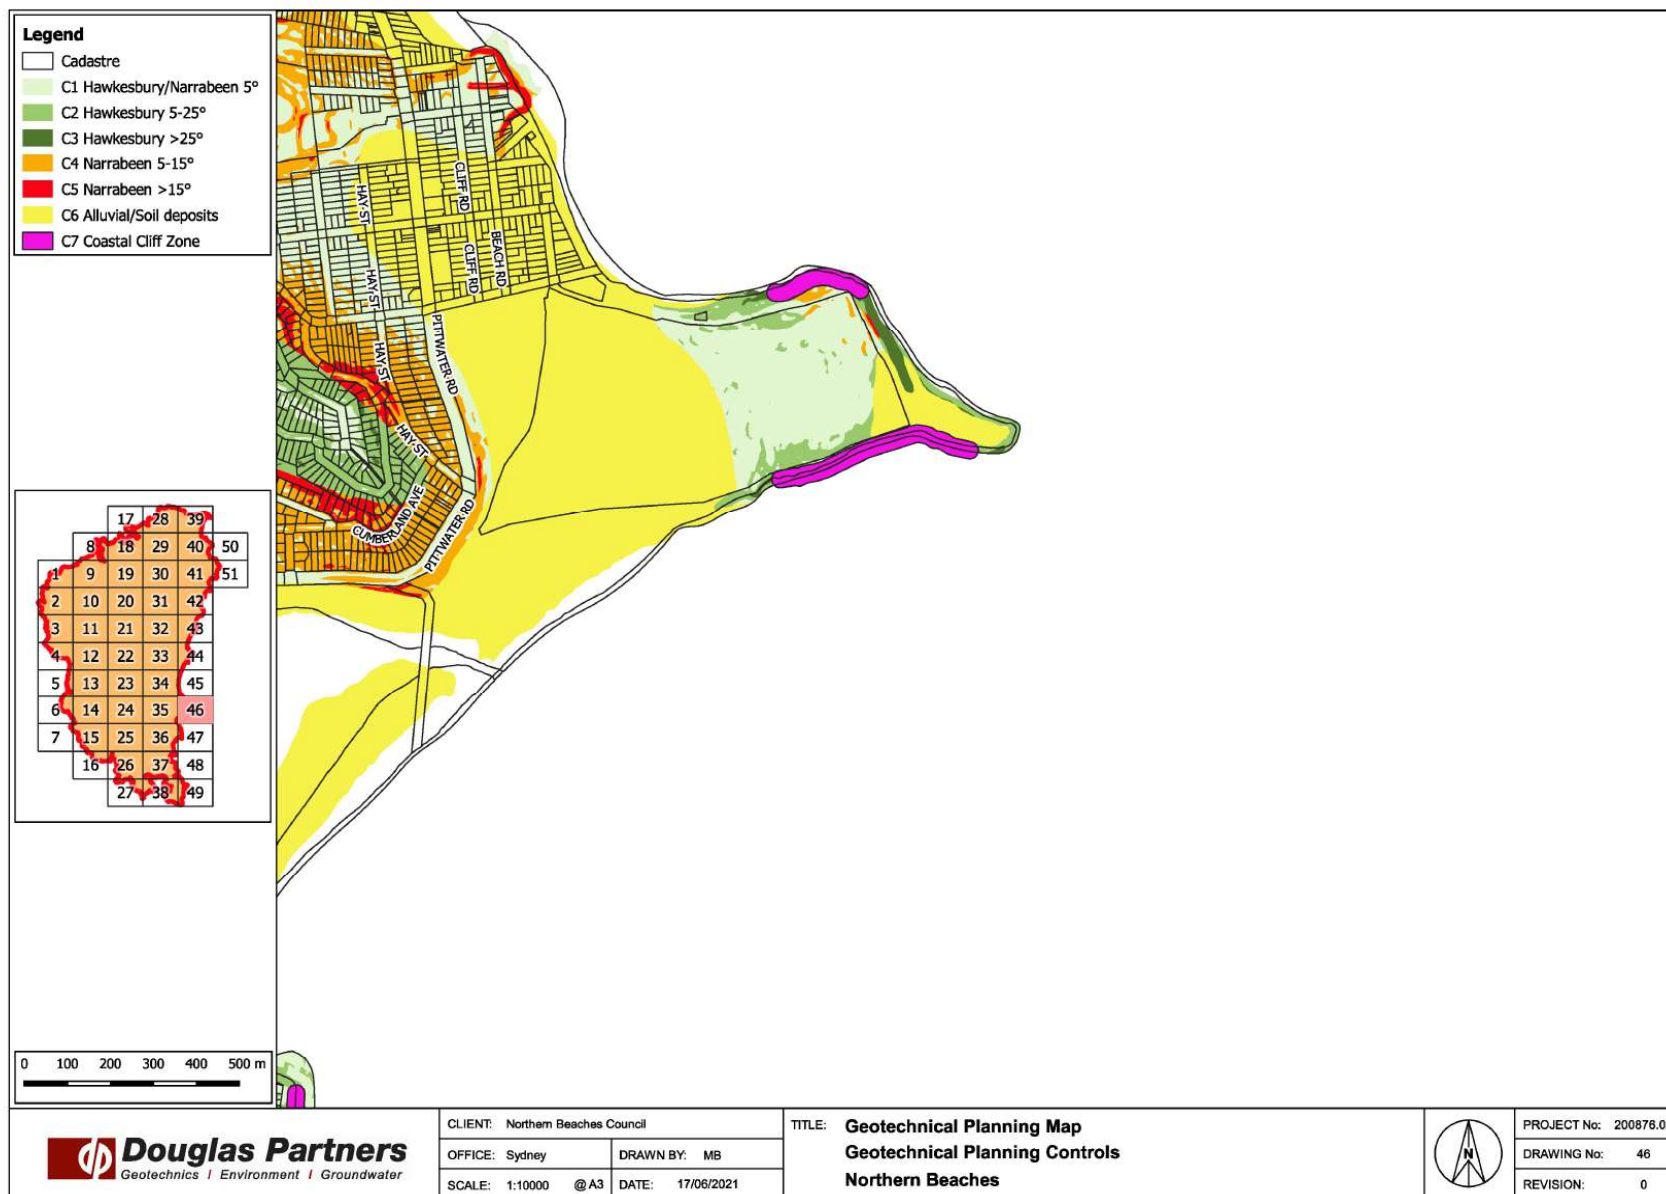 Legend
Cadastre
C1 Hawkesbury/Narrabeen 5°
C2 Hawkesbury 5-25°
C3 Hawkesbury >25°
C4 Narrabeen 5-15°
C5 Narrabeen >15°
C6 Alluvial/Soil deposits
C7 Coastal Cliff Zone
HAY ST
CLIFF RD
CLIFF RD
BEACH RD
HAY ST
HAY ST
PITTWATER RD
HAY ST
CUMBERLAND AVE
PITTWATER RD
17 28 39
8 18 29 40 50
1 9 19 30 41 51
2 10 20 31 42
3 11 21 32 43
4 12 22 33 44
5 13 23 34 45
6 14 24 35 46
7 15 25 36 47
16 26 37 48
27 38 49
0 100 200 300 400 500 m
Douglas Partners
Geotechnics | Environment | Groundwater
CLIENT: Northern Beaches Council
OFFICE: Sydney
DRAWN BY: MB
SCALE: 1:10000 @ A3
DATE: 17/06/2021
TITLE: Geotechnical Planning Map
Geotechnical Planning Controls
Northern Beaches
N
PROJECT No: 200876.0
DRAWING No: 46
REVISION: 0